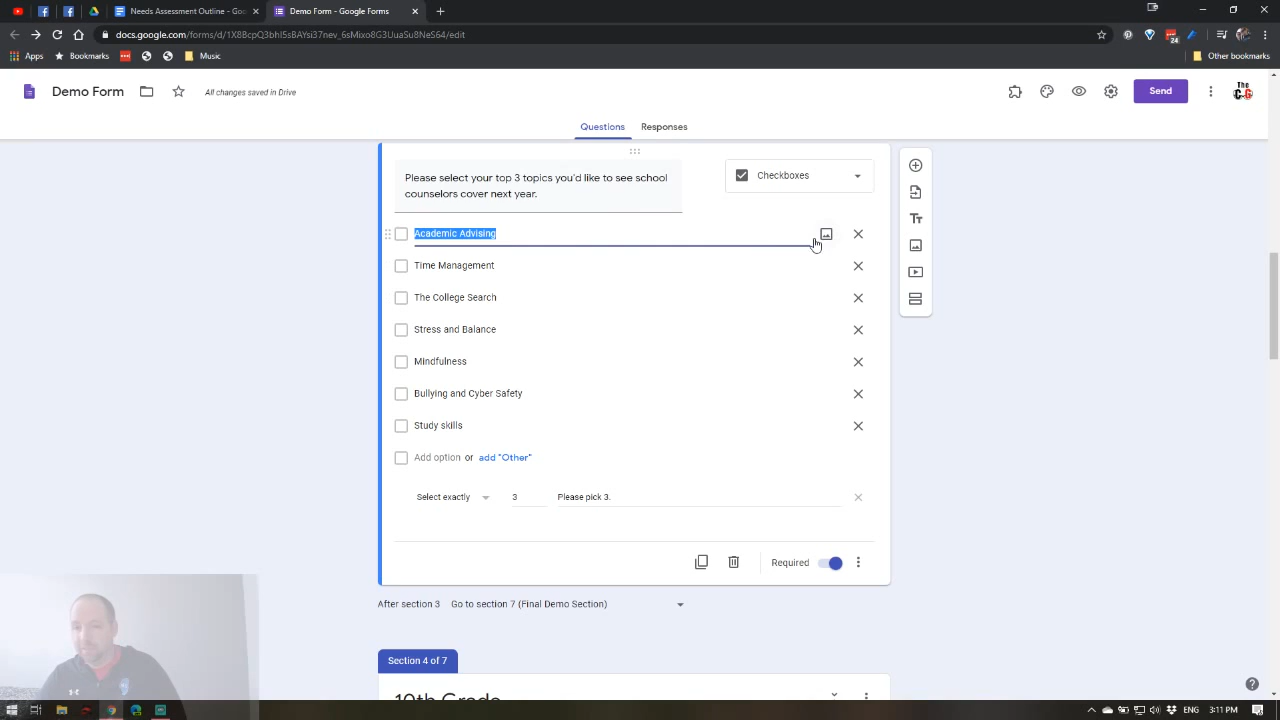 Needs Assessment Outline - Goo
Demo Form - Google Forms
docs.google.com/forms/d/1X8BcpQ3bhI5sBAYsi37nev_6sMixo8G3UuaSu8NeS64/edit
24
Apps
Bookmarks
Music
Other bookmarks
Demo Form
All changes saved in Drive
Send
The
Questions
Responses
Please select your top 3 topics you'd like to see school
counselors cover next year.
Checkboxes
Academic Advising
Time Management
The College Search
Stress and Balance
Mindfulness
Bullying and Cyber Safety
Study skills
Add option or add "Other"
Select exactly
3
Please pick 3.
Required
After section 3
Go to section 7 (Final Demo Section)
Section 4 of 7
10th Grade
ENG
3:11 PM